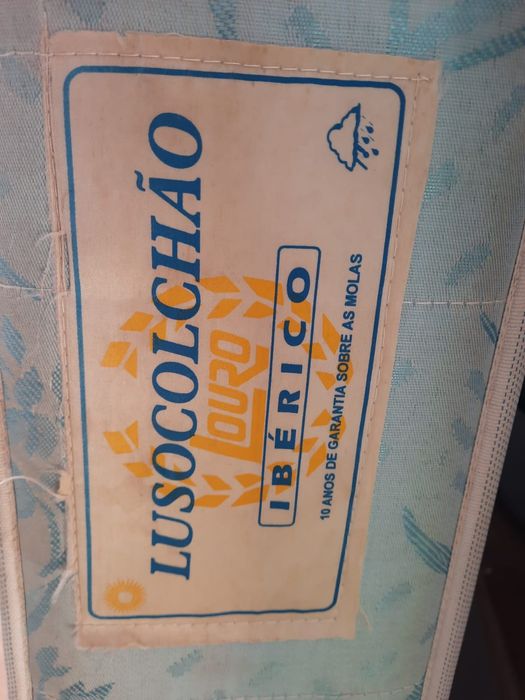 LUSOCOLCHÃO
LOURO
IBÉRICO
10 ANOS DE GARANTIA SOBRE AS MOLAS